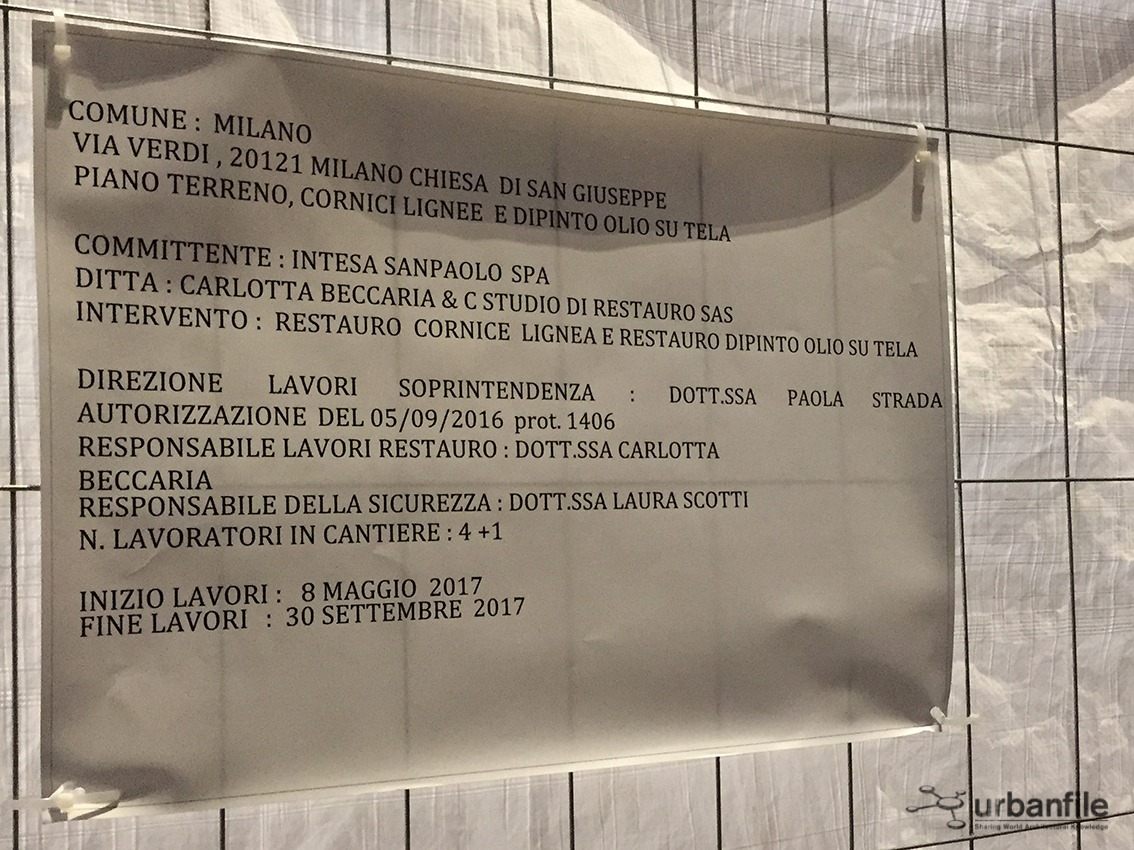 COMUNE : MILANO
VIA VERDI , 20121 MILANO CHIESA DI SAN GIUSEPPE
PIANO TERRENO, CORNICI LIGNEE E DIPINTO OLIO SU TELA
COMMITTENTE : INTESA SANPAOLO SPA
DITTA : CARLOTTA BECCARIA & C STUDIO DI RESTAURO SAS
INTERVENTO : RESTAURO CORNICE LIGNEA E RESTAURO DIPINTO OLIO SU TELA
DIREZIONE LAVORI SOPRINTENDENZA : DOTT.SSA PAOLA STRADA
AUTORIZZAZIONE DEL 05/09/2016 prot. 1406
RESPONSABILE LAVORI RESTAURO : DOTT.SSA CARLOTTA
BECCARIA
RESPONSABILE DELLA SICUREZZA : DOTT.SSA LAURA SCOTTI
N. LAVORATORI IN CANTIERE : 4 +1
INIZIO LAVORI : 8 MAGGIO 2017
FINE LAVORI : 30 SETTEMBRE 2017
urbanfile
Sharing World Architectural Knowledge